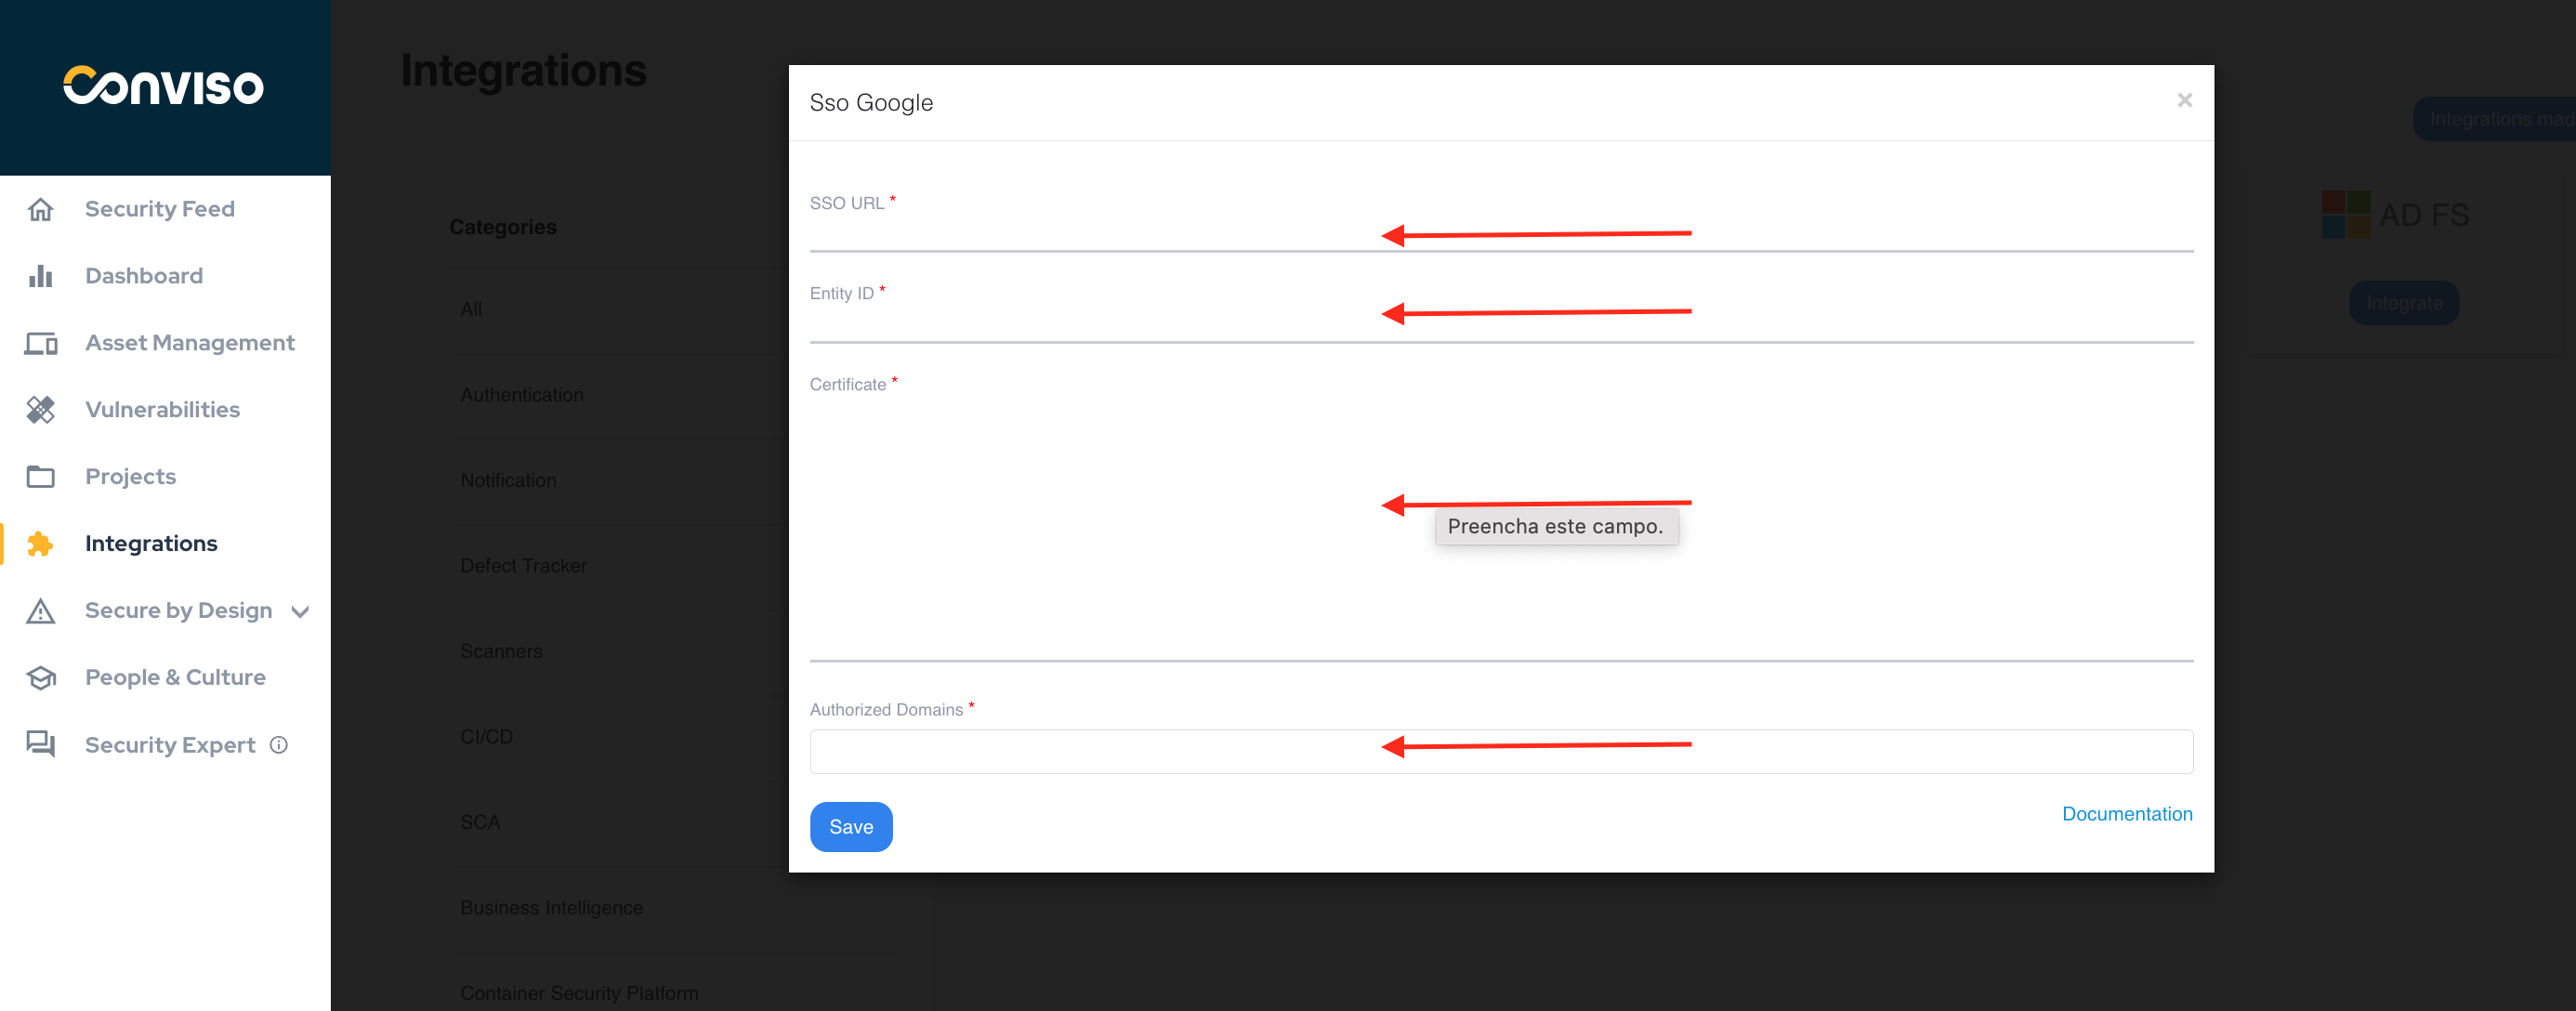 Conviso
Security Feed
Dashboard
Asset Management
Vulnerabilities
Projects
Integrations
Secure by Design
People & Culture
Security Expert
Integrations
Categories
All
Authentication
Notification
Defect Tracker
Scanners
CI/CD
SCA
Business Intelligence
Container Security Platform
Sso Google
×
SSO URL *
Entity ID *
Certificate *
Preencha este campo.
Authorized Domains *
Save
Documentation
Integrations mad
AD FS
Integrate